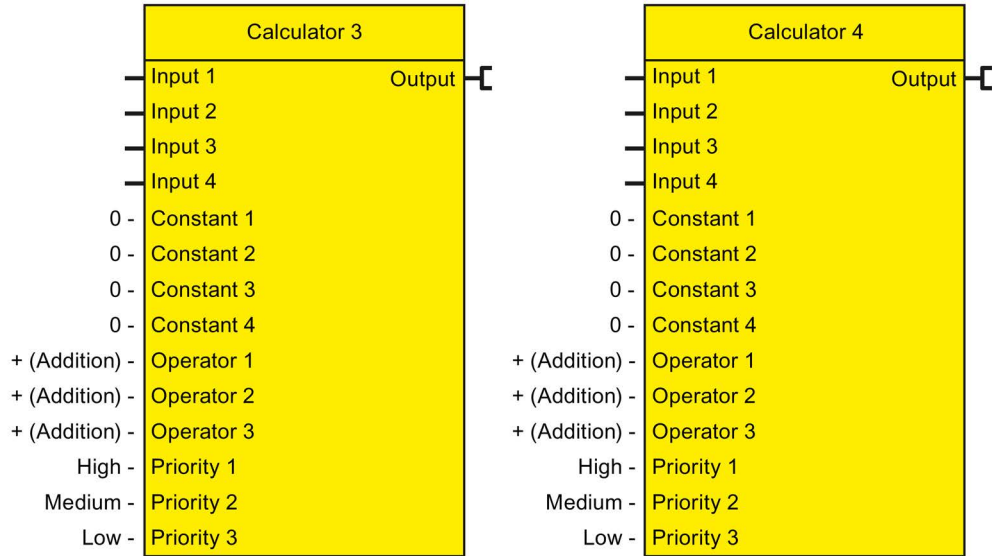 Calculator 3
Input 1 Output
Input 2
Input 3
Input 4
0 - Constant 1
0 - Constant 2
0 - Constant 3
0 - Constant 4
+ (Addition) - Operator 1
+ (Addition) - Operator 2
+ (Addition) - Operator 3
High - Priority 1
Medium - Priority 2
Low - Priority 3
Calculator 4
Input 1 Output
Input 2
Input 3
Input 4
0 - Constant 1
0 - Constant 2
0 - Constant 3
0 - Constant 4
+ (Addition) - Operator 1
+ (Addition) - Operator 2
+ (Addition) - Operator 3
High - Priority 1
Medium - Priority 2
Low - Priority 3